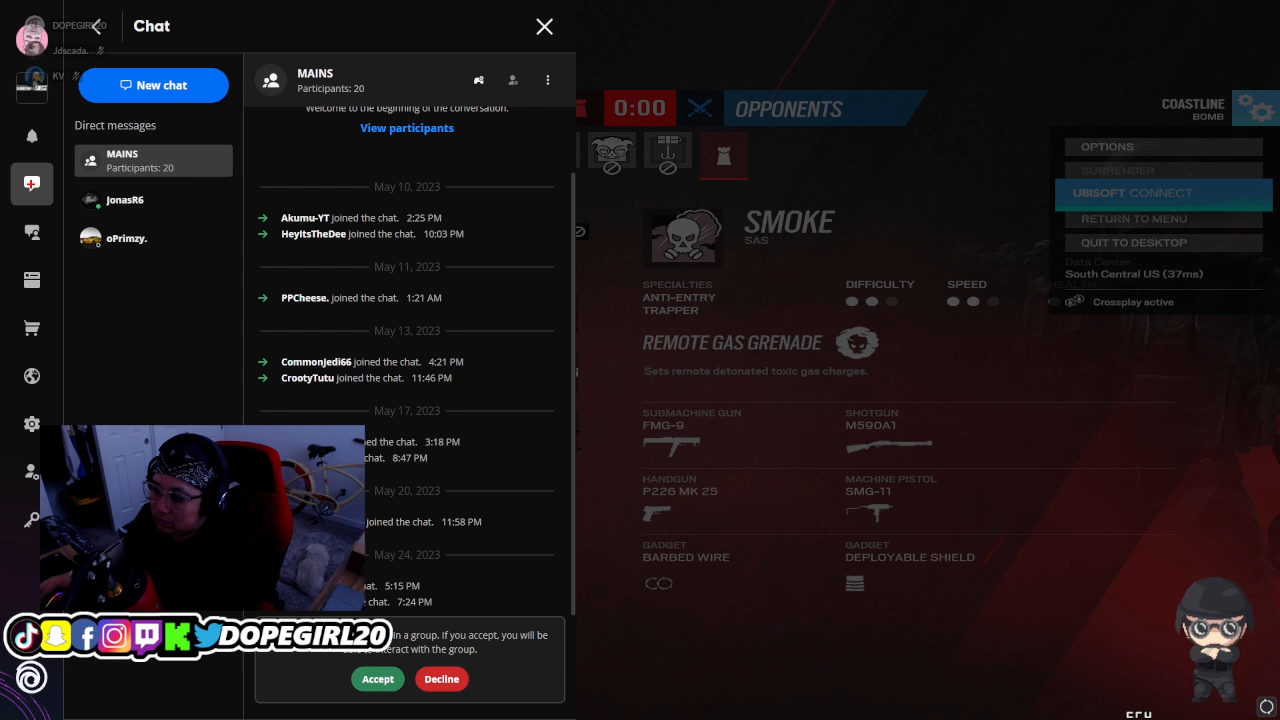 DOPEGIRL20
Jdscada.
KV
Chat
New chat
Direct messages
MAINS
Participants: 20
JonasR6
oPrimzy.
MAINS
Participants: 20
Welcome to the beginning of the conversation.
View participants
May 10, 2023
Akumu-YT joined the chat. 2:25 PM
HeyItsTheDee joined the chat. 10:03 PM
May 11, 2023
PPCheese. joined the chat. 1:21 AM
May 13, 2023
CommonJedi66 joined the chat. 4:21 PM
CrootyTutu joined the chat. 11:46 PM
May 17, 2023
ed the chat. 3:18 PM
chat. 8:47 PM
May 20, 2023
joined the chat. 11:58 PM
May 24, 2023
at. 5:15 PM
chat. 7:24 PM
in a group. If you accept, you will be
interact with the group.
Accept
Decline
DOPEGIRL20
0:00
OPPONENTS
COASTLINE
BOMB
OPTIONS
SURRENDER
UBISOFT CONNECT
RETURN TO MENU
QUIT TO DESKTOP
Data Center
South Central US (37ms)
Crossplay active
SMOKE
SAS
SPECIALTIES
ANTI-ENTRY
TRAPPER
DIFFICULTY
SPEED
HEALTH
REMOTE GAS GRENADE
Sets remote detonated toxic gas charges.
SUBMACHINE GUN
FMG-9
SHOTGUN
M590A1
HANDGUN
P226 MK 25
MACHINE PISTOL
SMG-11
GADGET
BARBED WIRE
GADGET
DEPLOYABLE SHIELD